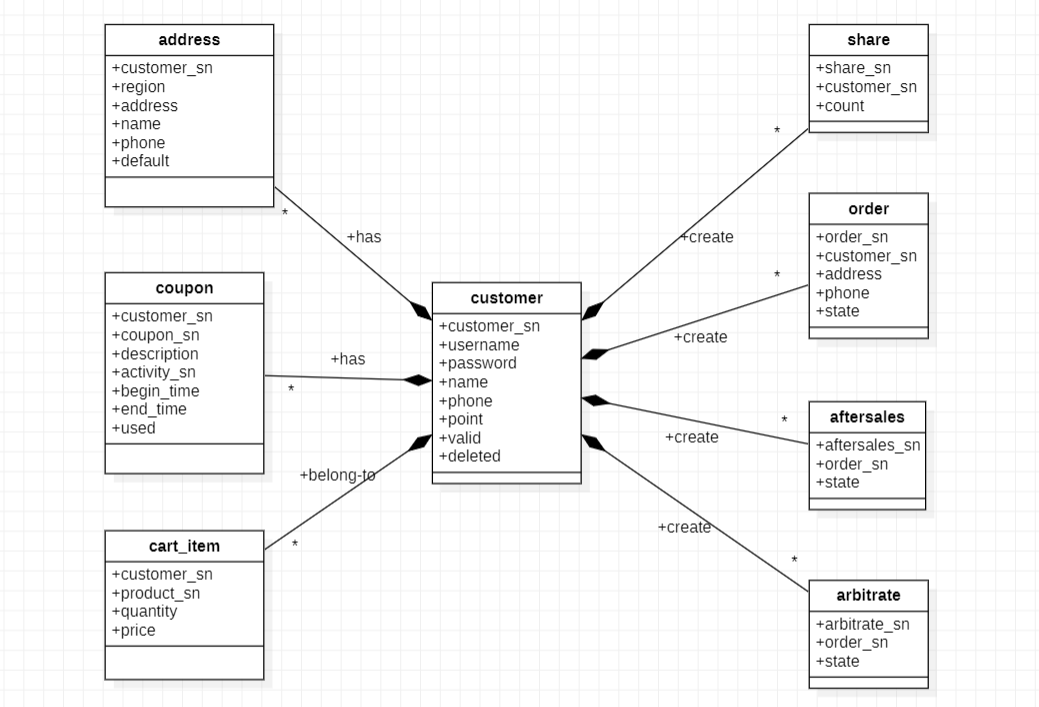 address
+customer_sn
+region
+address
+name
+phone
+default
*
+has
coupon
+customer_sn
+coupon_sn
+description
+activity_sn
+begin_time
+end_time
+used
+has
*
cart_item
+customer_sn
+product_sn
+quantity
+price
+belong-to
*
customer
+customer_sn
+username
+password
+name
+phone
+point
+valid
+deleted
share
+share_sn
+customer_sn
+count
*
+create
order
+order_sn
+customer_sn
+address
+phone
+state
*
+create
aftersales
+aftersales_sn
+order_sn
+state
*
+create
arbitrate
+arbitrate_sn
+order_sn
+state
+create
*